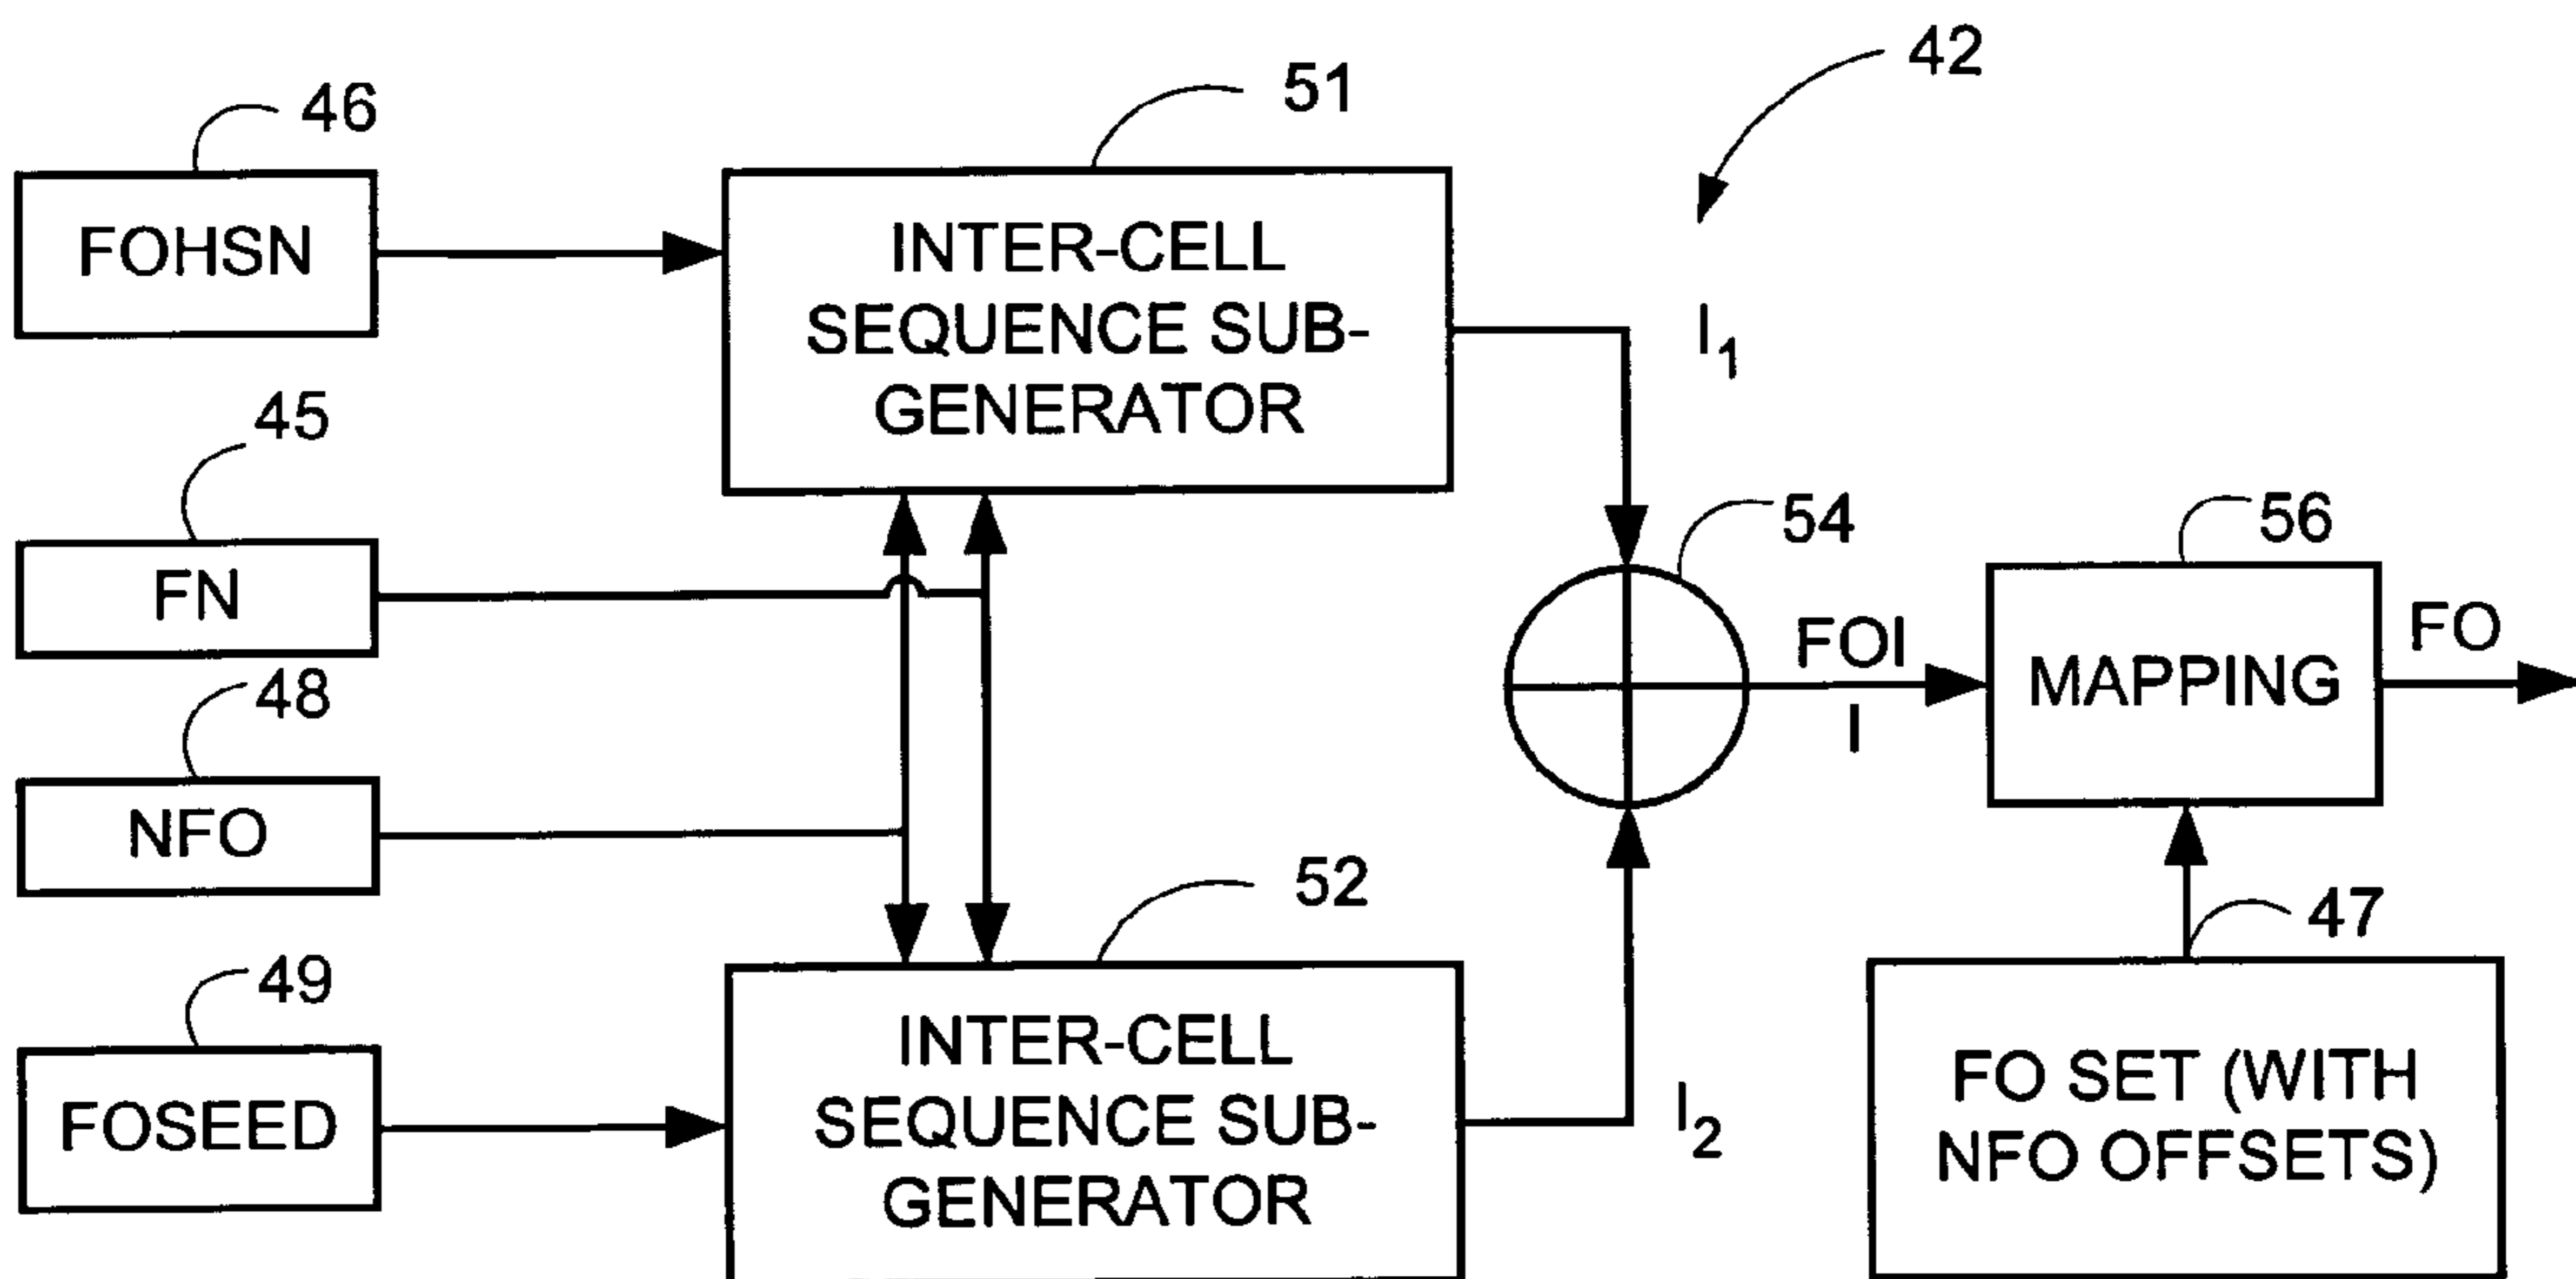 42
46
51
FOHSN
INTER-CELL
SEQUENCE SUB-
GENERATOR
I1
45
FN
54
56
FOI
I
MAPPING
FO
48
NFO
52
47
49
FOSEED
INTER-CELL
SEQUENCE SUB-
GENERATOR
I2
FO SET (WITH
NFO OFFSETS)